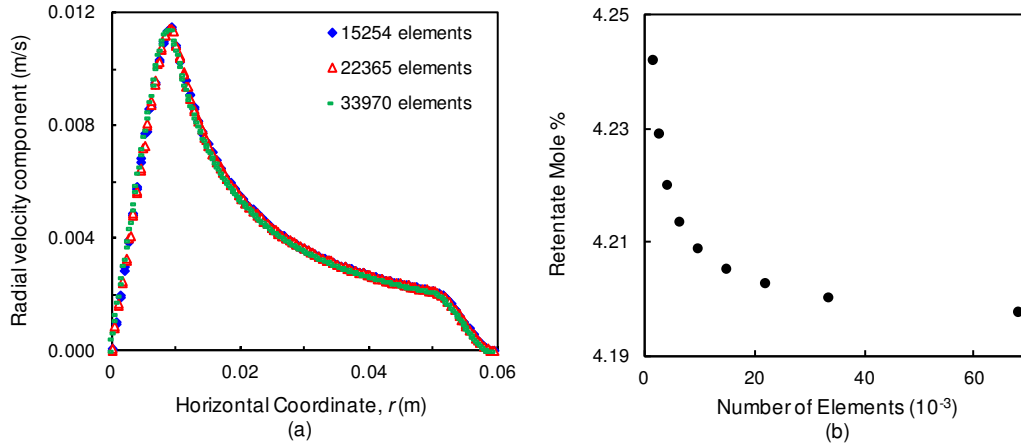 0.012
0.008
0.004
0.000
Radial velocity component (m/s)
15254 elements
22365 elements
33970 elements
0
0.02
0.04
0.06
Horizontal Coordinate, r (m)
(a)
4.25
4.23
4.21
4.19
Retentate Mole %
0
20
40
60
Number of Elements (10⁻³)
(b)